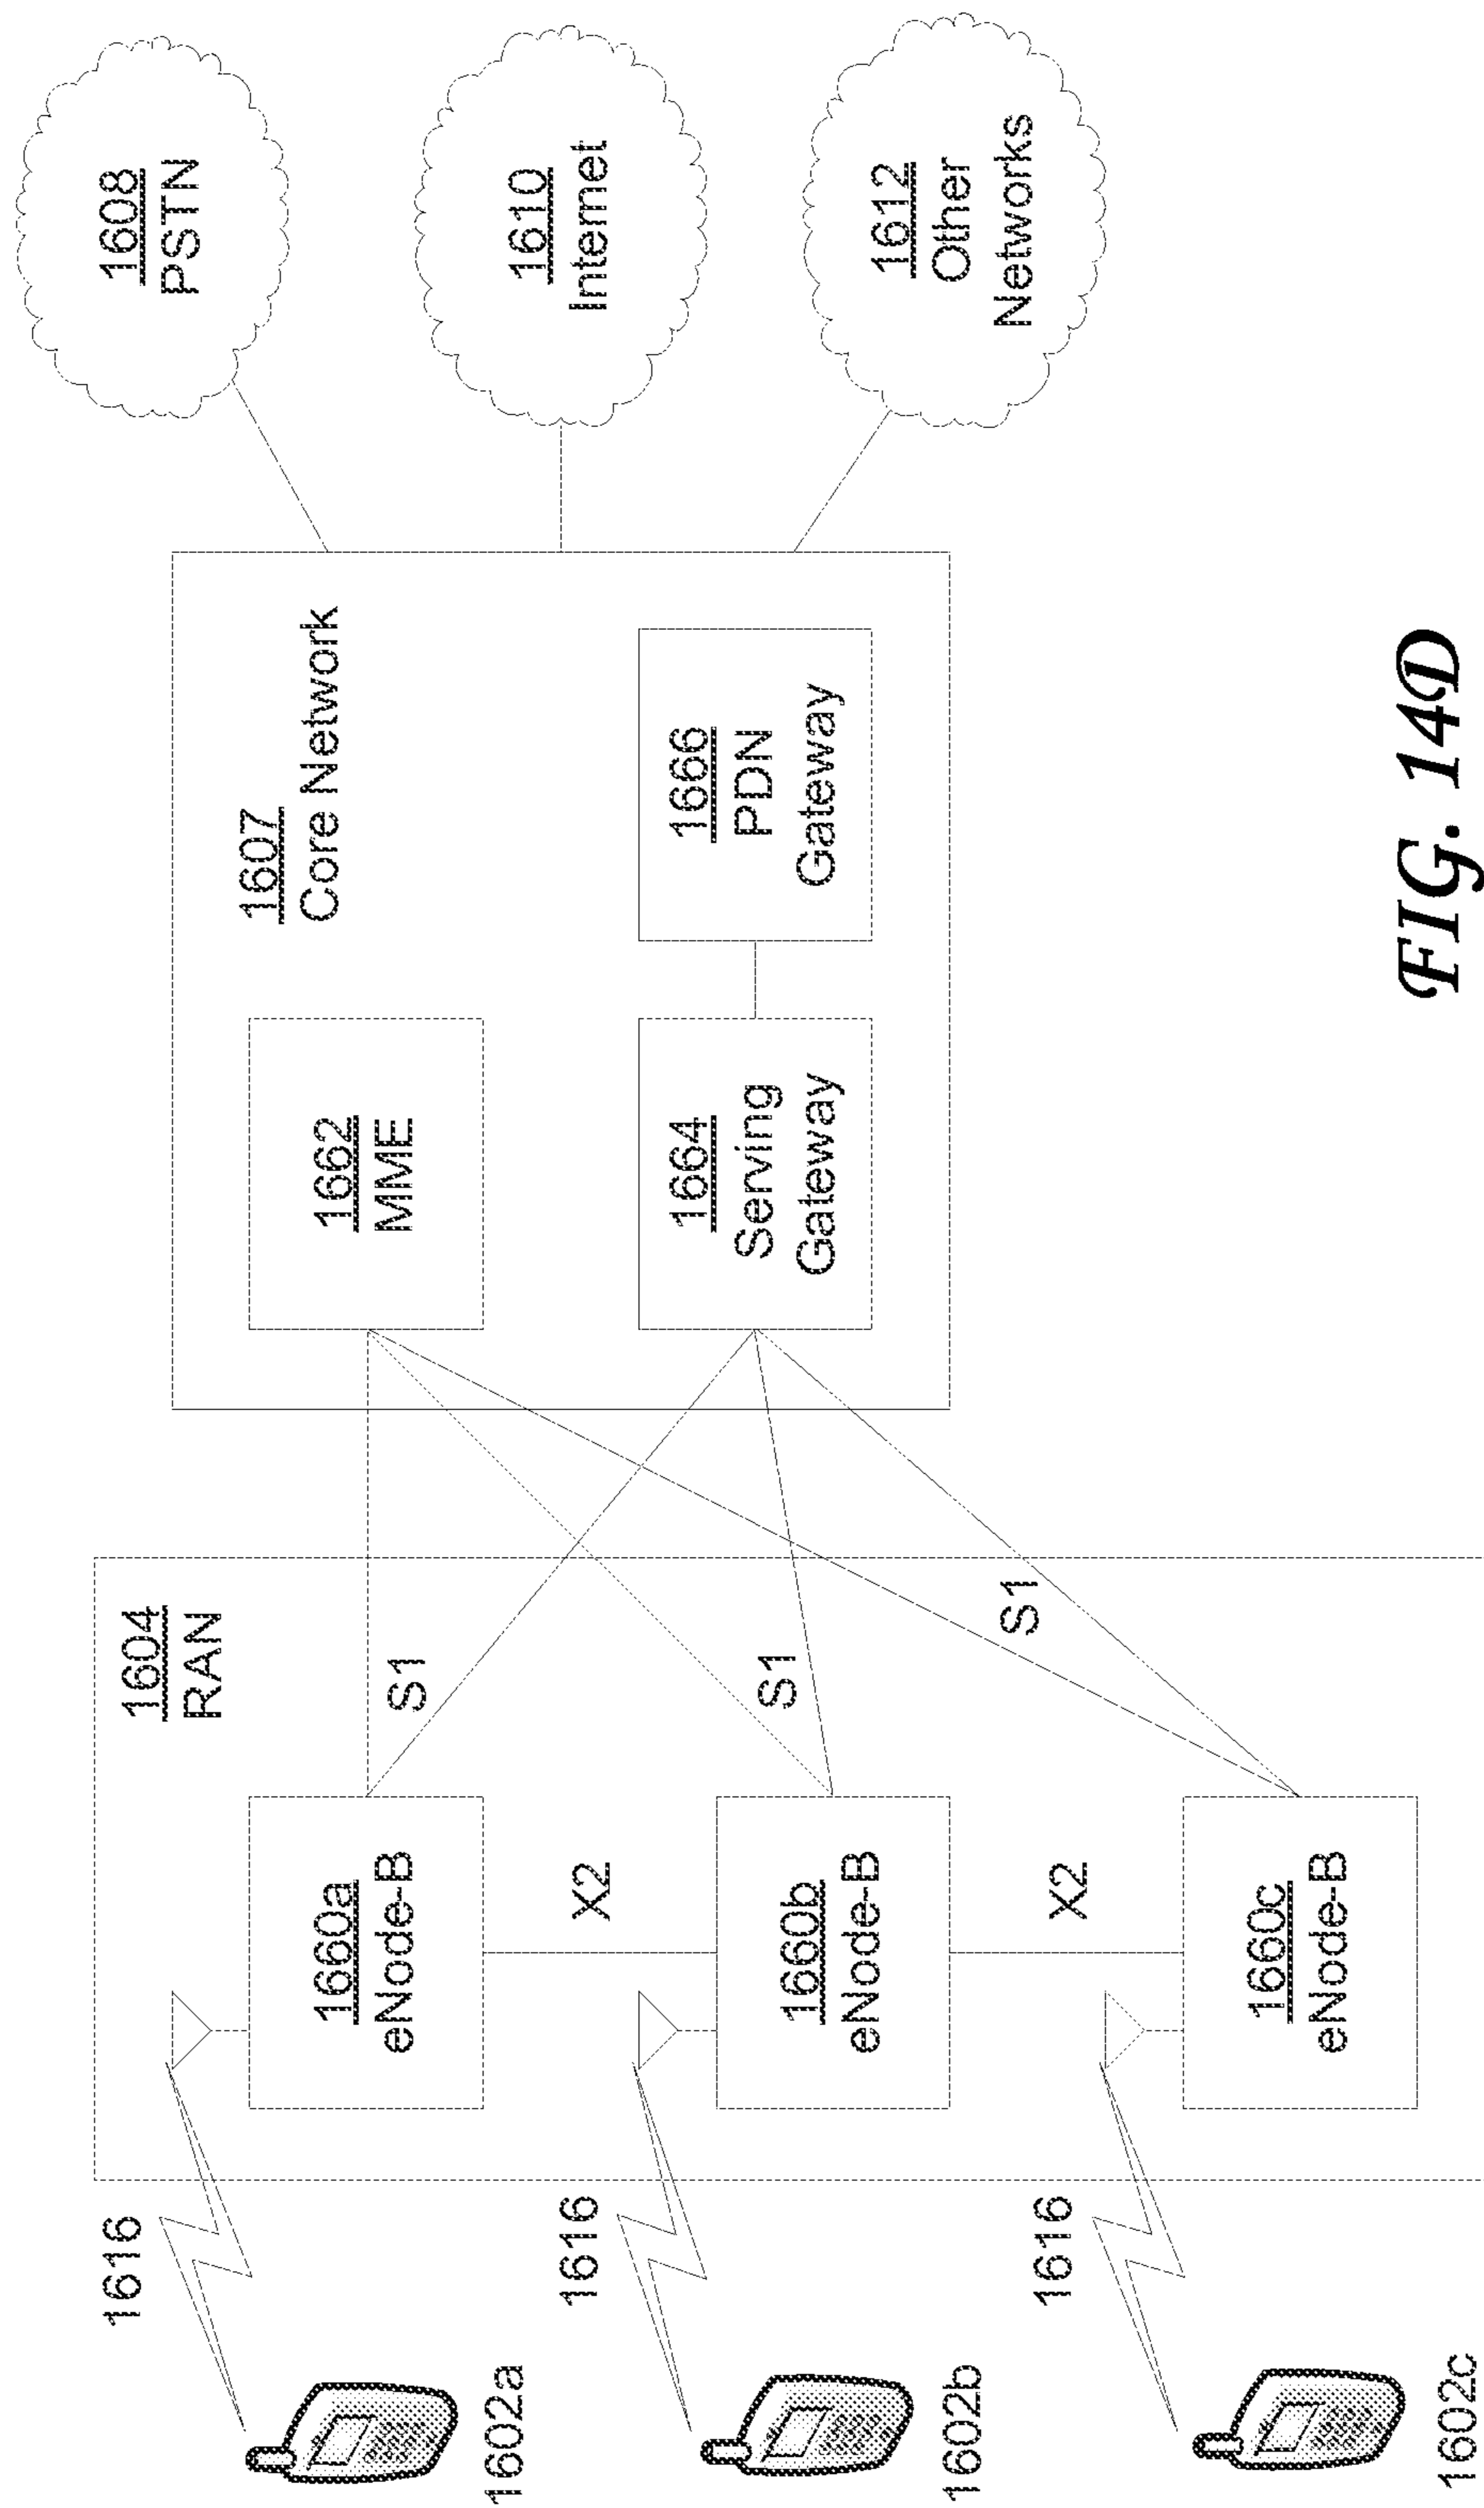 1602a
1602b
1602c
1616
1616
1616
1604
RAN
1660a
eNode-B
X2
1660b
eNode-B
X2
1660c
eNode-B
S1
S1
S1
1607
Core Network
1662
MME
1664
Serving
Gateway
1666
PDN
Gateway
1608
PSTN
1610
Internet
1612
Other
Networks
FIG. 14D